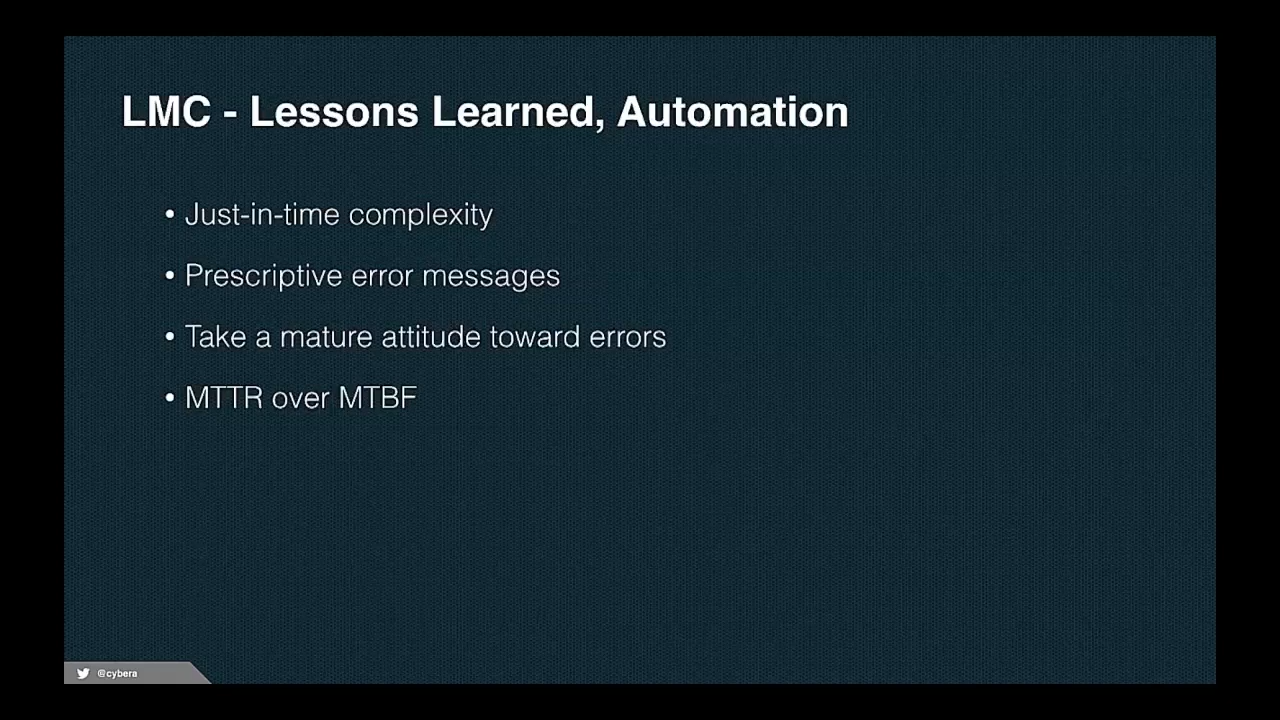 LMC - Lessons Learned, Automation
• Just-in-time complexity
• Prescriptive error messages
• Take a mature attitude toward errors
• MTTR over MTBF
@cybera